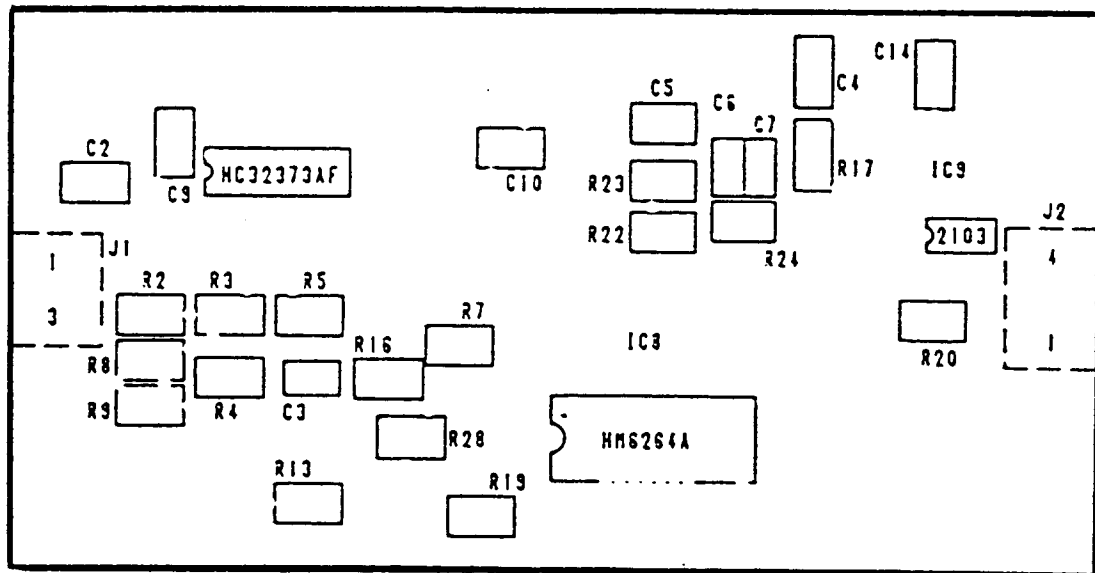 C14
C4
C5
C6
C7
C2
C9
HC32373AF
C10
R23
R17
IC9
R22
R24
2103
J2
4
1
J1
1
3
R2
R3
R5
R7
IC8
R20
R8
R16
R9
R4
C3
R28
HM6264A
R13
R19